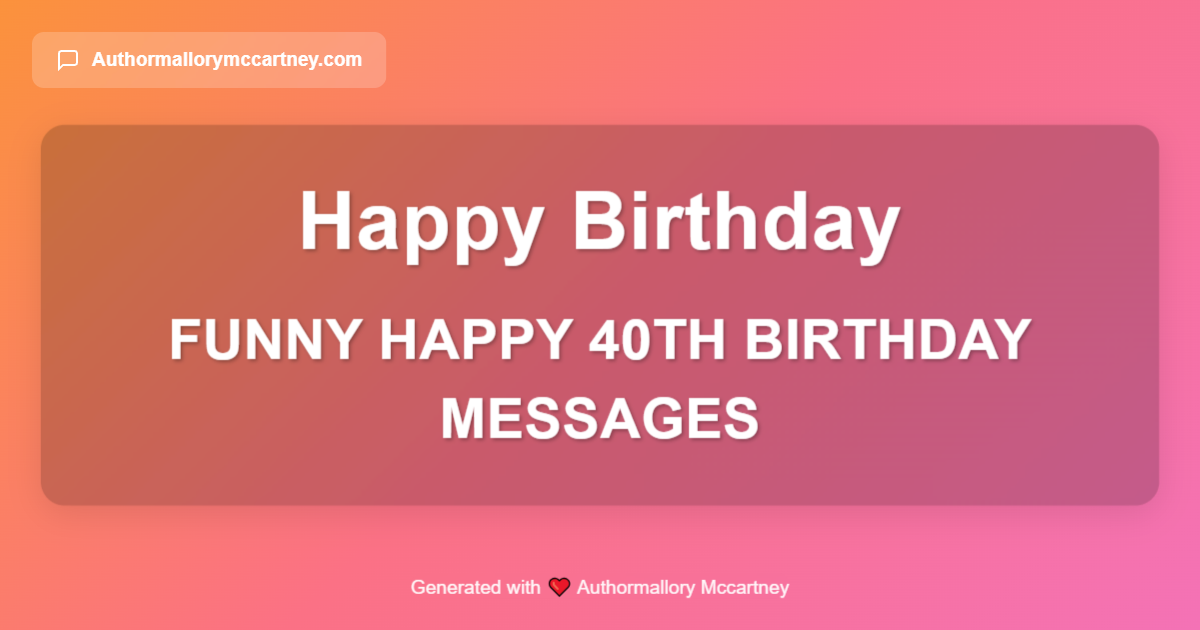 Authormallorymccartney.com
Happy Birthday
FUNNY HAPPY 40TH BIRTHDAY
MESSAGES
Generated with ❤️ Authormallory Mccartney